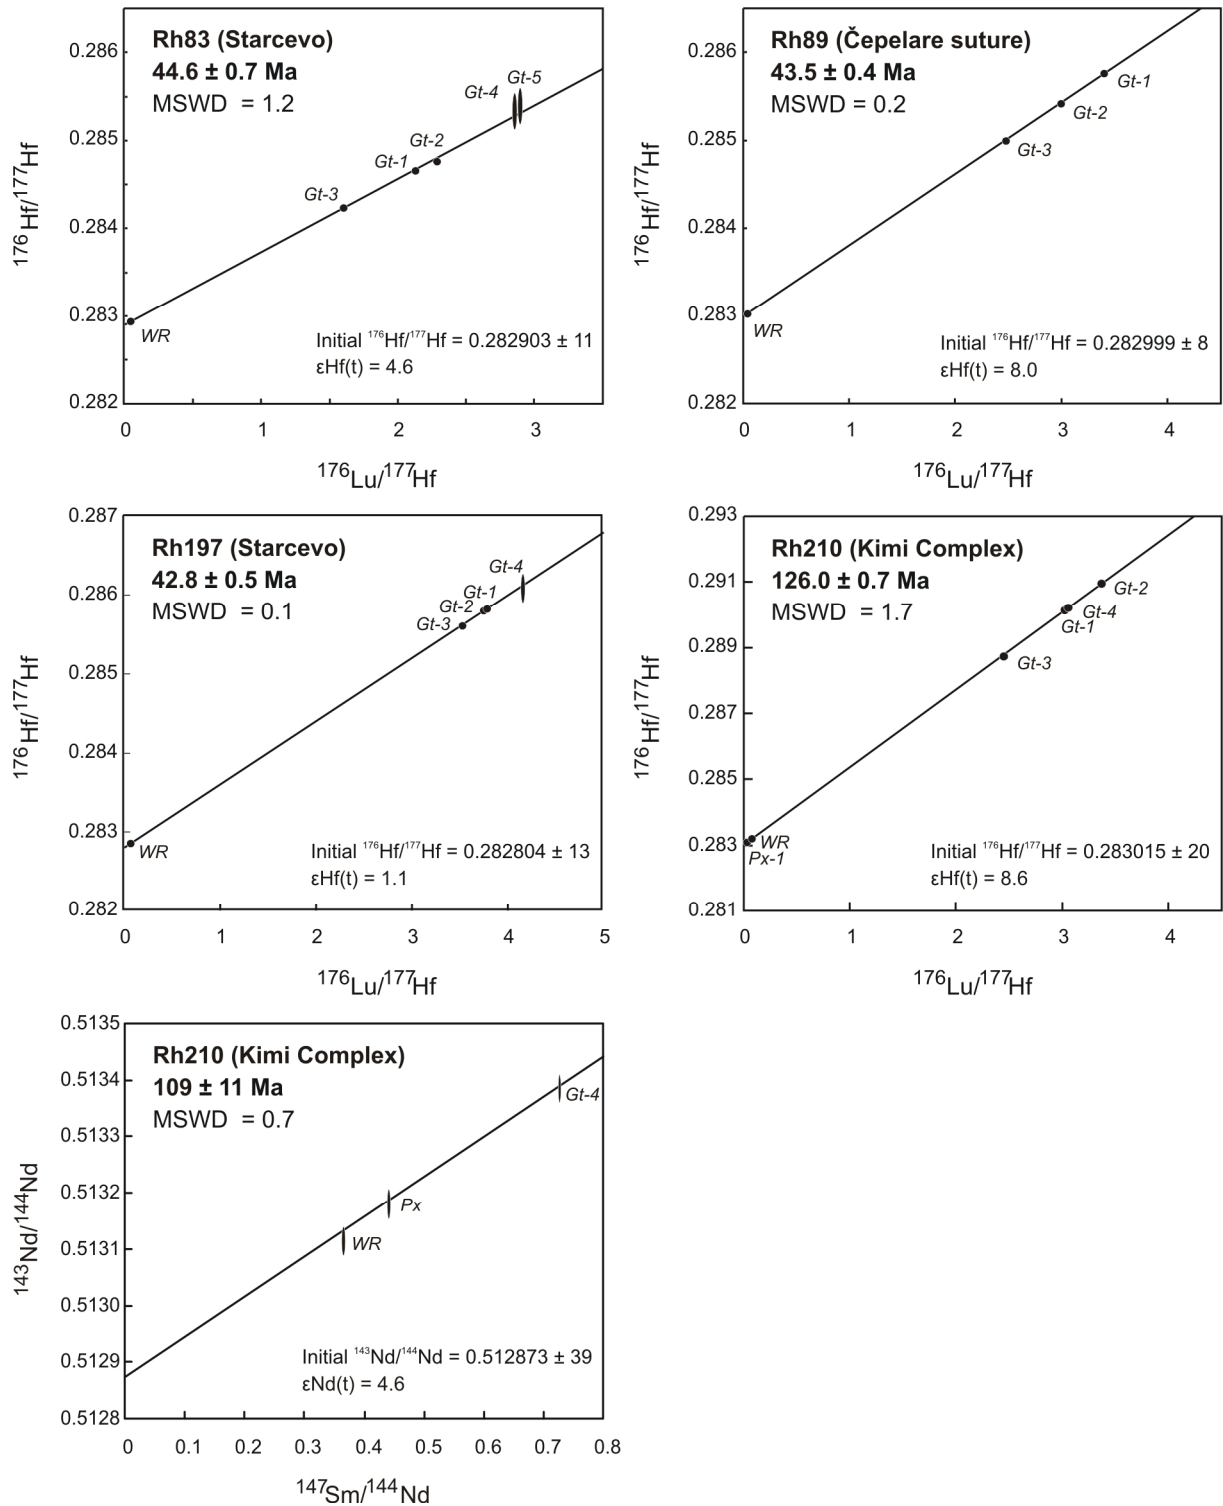 Rh83 (Starcevo)
44.6 ± 0.7 Ma
MSWD = 1.2
0.286
0.285
0.284
0.283
0.282
¹⁷⁶Hf/¹⁷⁷Hf
Gt-5
Gt-4
Gt-2
Gt-1
Gt-3
WR
Initial ¹⁷⁶Hf/¹⁷⁷Hf = 0.282903 ± 11
εHf(t) = 4.6
0 1 2 3
¹⁷⁶Lu/¹⁷⁷Hf
Rh89 (Čepelare suture)
43.5 ± 0.4 Ma
MSWD = 0.2
0.286
0.285
0.284
0.283
0.282
¹⁷⁶Hf/¹⁷⁷Hf
Gt-1
Gt-2
Gt-3
WR
Initial ¹⁷⁶Hf/¹⁷⁷Hf = 0.282999 ± 8
εHf(t) = 8.0
0 1 2 3 4
¹⁷⁶Lu/¹⁷⁷Hf
Rh197 (Starcevo)
42.8 ± 0.5 Ma
MSWD = 0.1
0.287
0.286
0.285
0.284
0.283
0.282
¹⁷⁶Hf/¹⁷⁷Hf
Gt-4
Gt-1
Gt-2
Gt-3
WR
Initial ¹⁷⁶Hf/¹⁷⁷Hf = 0.282804 ± 13
εHf(t) = 1.1
0 1 2 3 4 5
¹⁷⁶Lu/¹⁷⁷Hf
Rh210 (Kimi Complex)
126.0 ± 0.7 Ma
MSWD = 1.7
0.293
0.291
0.289
0.287
0.285
0.283
0.281
¹⁷⁶Hf/¹⁷⁷Hf
Gt-2
Gt-4
Gt-1
Gt-3
WR
Px-1
Initial ¹⁷⁶Hf/¹⁷⁷Hf = 0.283015 ± 20
εHf(t) = 8.6
0 1 2 3 4
¹⁷⁶Lu/¹⁷⁷Hf
Rh210 (Kimi Complex)
109 ± 11 Ma
MSWD = 0.7
0.5135
0.5134
0.5133
0.5132
0.5131
0.5130
0.5129
0.5128
¹⁴³Nd/¹⁴⁴Nd
Gt-4
Px
WR
Initial ¹⁴³Nd/¹⁴⁴Nd = 0.512873 ± 39
εNd(t) = 4.6
0 0.1 0.2 0.3 0.4 0.5 0.6 0.7 0.8
¹⁴⁷Sm/¹⁴⁴Nd